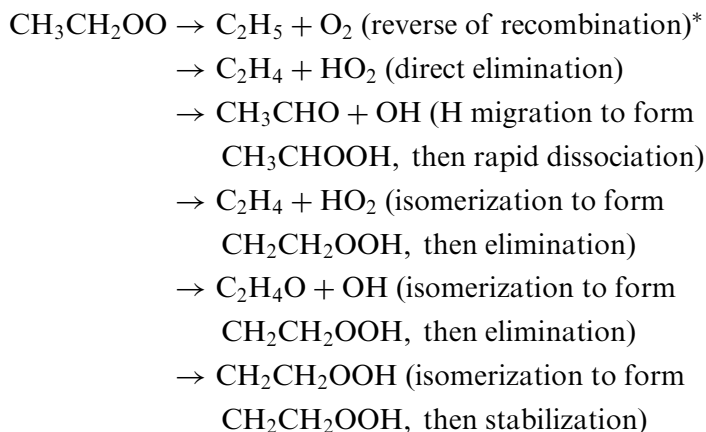 CH₃CH₂OO → C₂H₅ + O₂ (reverse of recombination)*
→ C₂H₄ + HO₂ (direct elimination)
→ CH₃CHO + OH (H migration to form
CH₃CHOOH, then rapid dissociation)
→ C₂H₄ + HO₂ (isomerization to form
CH₂CH₂OOH, then elimination)
→ C₂H₄O + OH (isomerization to form
CH₂CH₂OOH, then elimination)
→ CH₂CH₂OOH (isomerization to form
CH₂CH₂OOH, then stabilization)